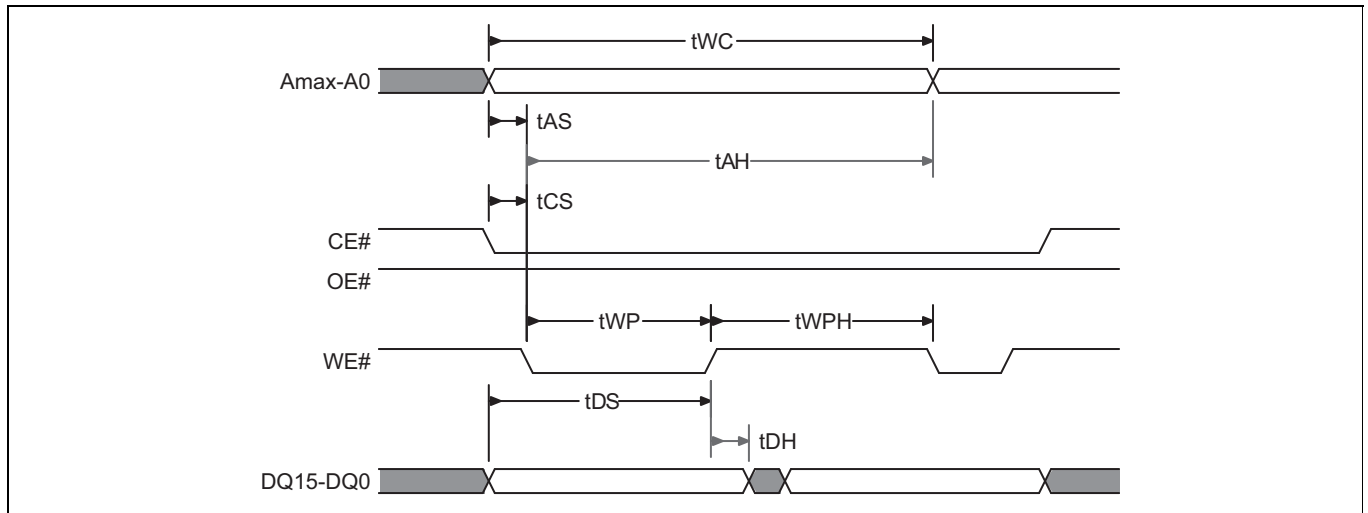 tWC
Amax-A0
tAS
tAH
tCS
CE#
OE#
tWP
tWPH
WE#
tDS
tDH
DQ15-DQ0